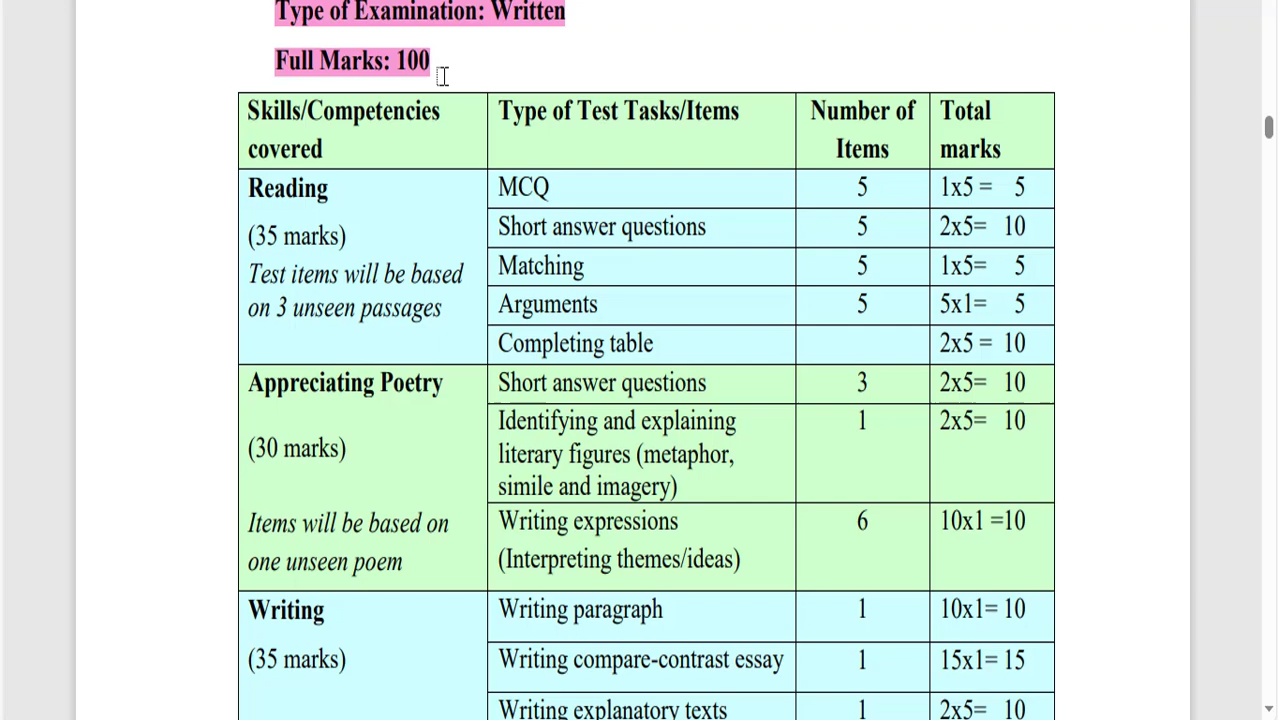 Type of Examination: Written
Full Marks: 100
Skills/Competencies covered | Type of Test Tasks/Items | Number of Items | Total marks
Reading
(35 marks)
Test items will be based
on 3 unseen passages
MCQ 5 1x5 = 5
Short answer questions 5 2x5= 10
Matching 5 1x5= 5
Arguments 5 5x1= 5
Completing table 2x5 = 10
Appreciating Poetry
(30 marks)
Items will be based on
one unseen poem
Short answer questions 3 2x5= 10
Identifying and explaining 1 2x5= 10
literary figures (metaphor,
simile and imagery)
Writing expressions 6 10x1 =10
(Interpreting themes/ideas)
Writing
(35 marks)
Writing paragraph 1 10x1= 10
Writing compare-contrast essay 1 15x1= 15
Writing explanatory texts 1 2x5= 10